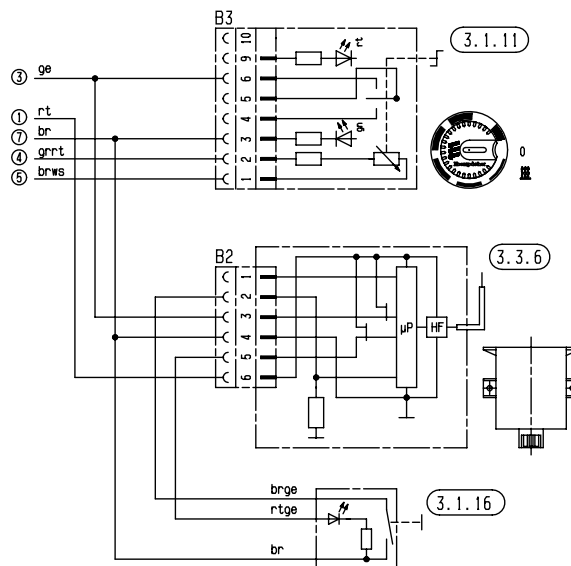 B3
10
9
rt
3.1.11
③ ge
6
5
① rt
4
⑦ br
3
④ grrt
2
0
⑤ brws
1
B2
3.3.6
1
2
3
µP
HF
4
5
6
brge
rtge
3.1.16
br